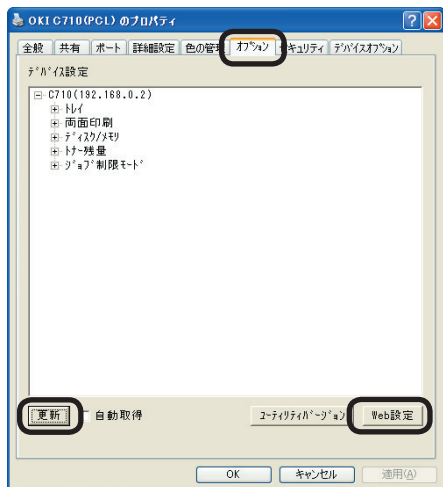 OKI C710(PCL) のプロパティ
全般 共有 ポート 詳細設定 色の管理 ｵﾌﾟｼｮﾝ キュリティ ﾃﾞﾊﾞｲｽｵﾌﾟｼｮﾝ
ﾃﾞﾊﾞｲｽ設定
C710(192.168.0.2)
ﾄﾚｲ
両面印刷
ﾃﾞｨｽｸ/ﾒﾓﾘ
ﾄﾅｰ残量
ｼﾞｮﾌﾞ制限ﾓｰﾄﾞ
更新 自動取得 ﾕｰﾃｨﾘﾃｨﾊﾞｰｼﾞｮﾝ Web設定
OK キャンセル 適用(A)